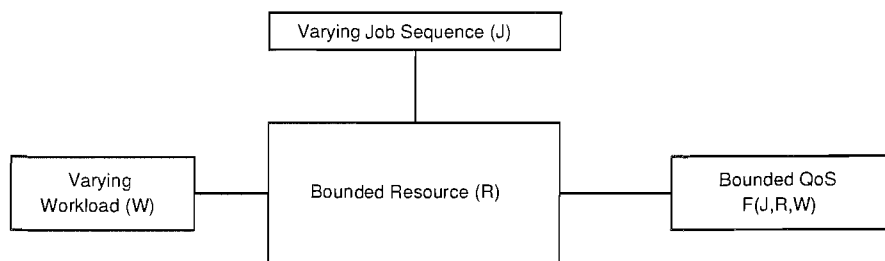 Varying Job Sequence (J)
Varying
Workload (W)
Bounded Resource (R)
Bounded QoS
F(J,R,W)